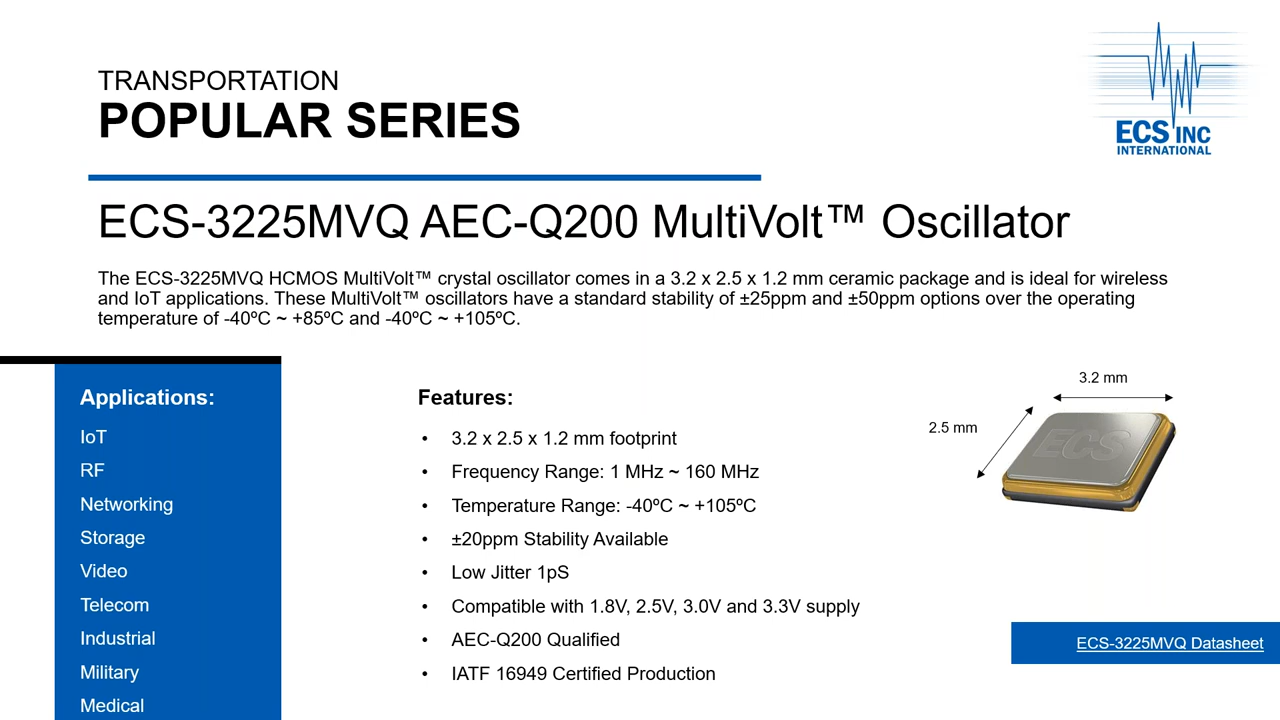 TRANSPORTATION
POPULAR SERIES
ECS INC
INTERNATIONAL
ECS-3225MVQ AEC-Q200 MultiVolt™ Oscillator
The ECS-3225MVQ HCMOS MultiVolt™ crystal oscillator comes in a 3.2 x 2.5 x 1.2 mm ceramic package and is ideal for wireless
and IoT applications. These MultiVolt™ oscillators have a standard stability of ±25ppm and ±50ppm options over the operating
temperature of -40ºC ~ +85ºC and -40ºC ~ +105ºC.
Applications:
IoT
RF
Networking
Storage
Video
Telecom
Industrial
Military
Medical
Features:
• 3.2 x 2.5 x 1.2 mm footprint
• Frequency Range: 1 MHz ~ 160 MHz
• Temperature Range: -40ºC ~ +105ºC
• ±20ppm Stability Available
• Low Jitter 1pS
• Compatible with 1.8V, 2.5V, 3.0V and 3.3V supply
• AEC-Q200 Qualified
• IATF 16949 Certified Production
3.2 mm
2.5 mm
ECS
ECS-3225MVQ Datasheet